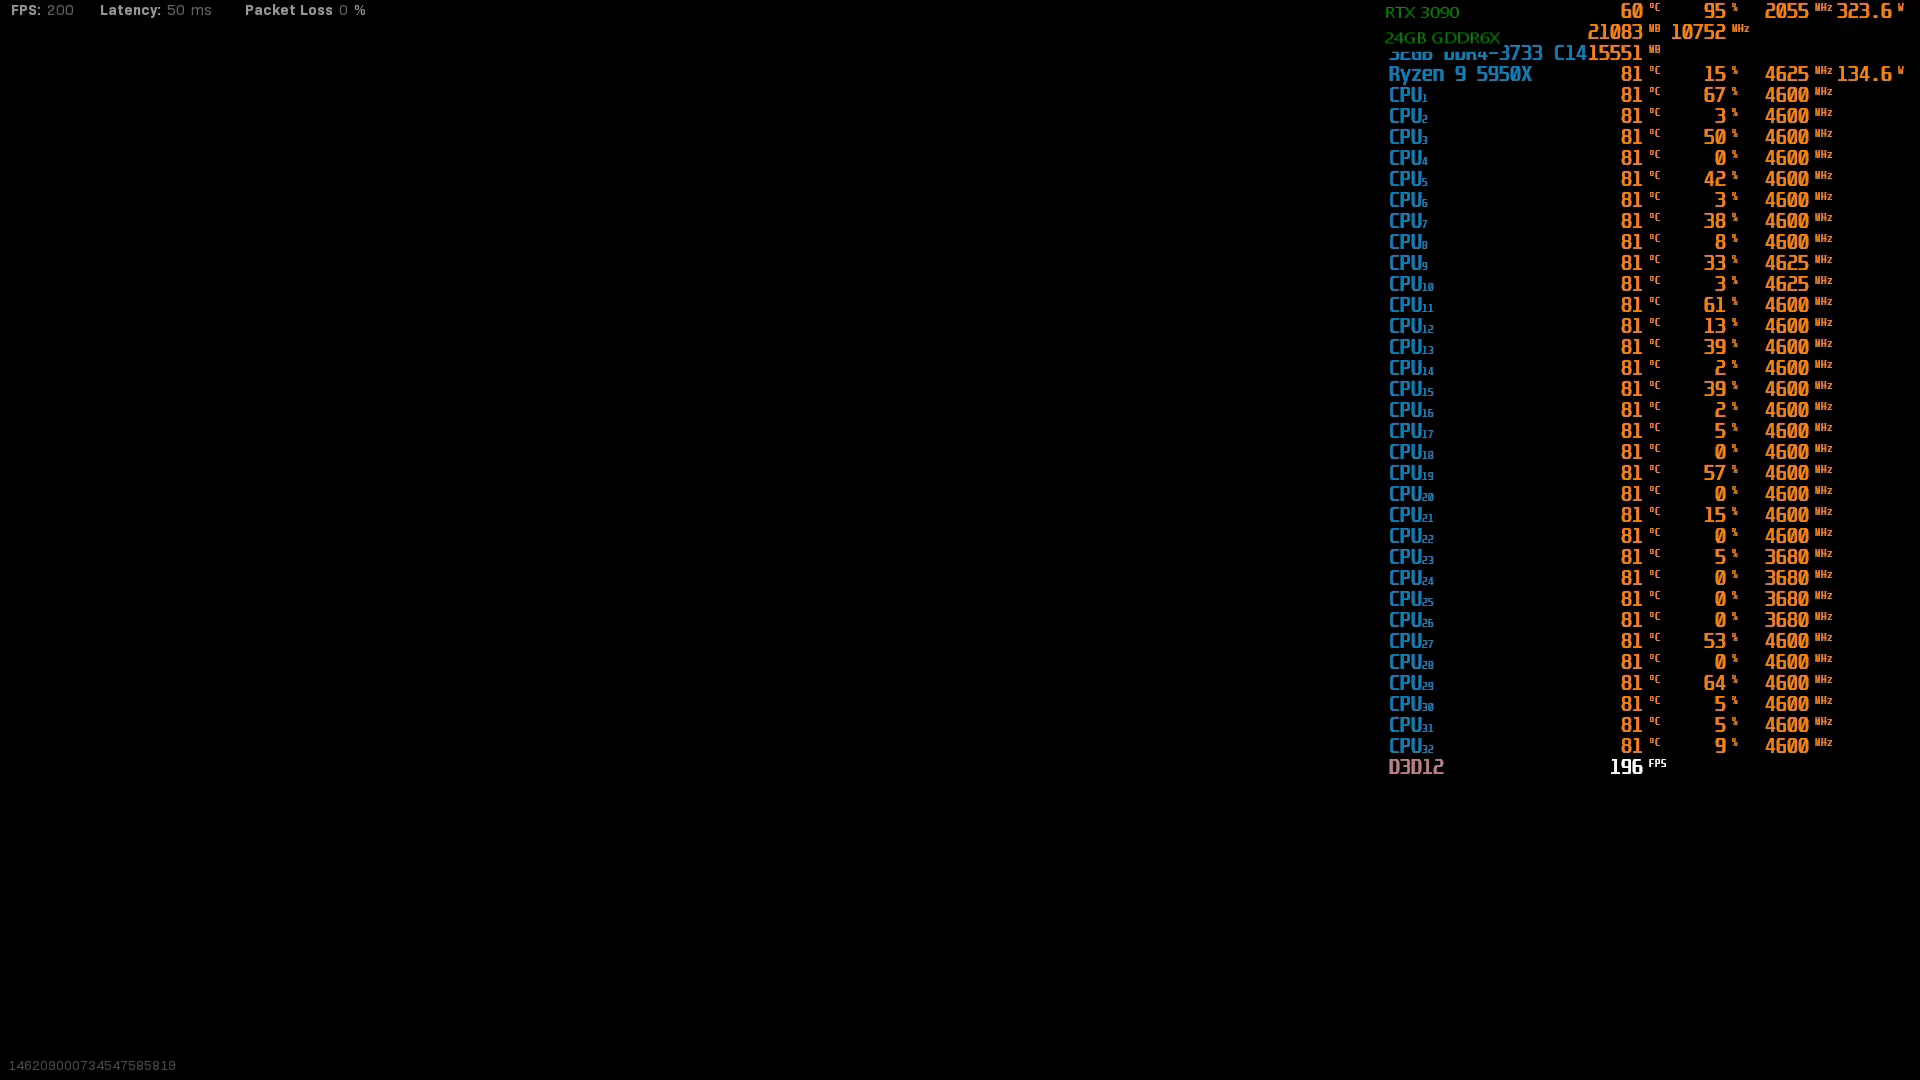 FPS: 200 Latency: 50 ms Packet Loss 0 %
RTX 3090 60 °C 95 % 2055 MHz 323.6 W
24GB GDDR6X 21083 MB 10752 MHz
32GB DDR4-3733 C14 15551 MB
Ryzen 9 5950X 81 °C 15 % 4625 MHz 134.6 W
CPU1 81 °C 67 % 4600 MHz
CPU2 81 °C 3 % 4600 MHz
CPU3 81 °C 50 % 4600 MHz
CPU4 81 °C 0 % 4600 MHz
CPU5 81 °C 42 % 4600 MHz
CPU6 81 °C 3 % 4600 MHz
CPU7 81 °C 38 % 4600 MHz
CPU8 81 °C 8 % 4600 MHz
CPU9 81 °C 33 % 4625 MHz
CPU10 81 °C 3 % 4625 MHz
CPU11 81 °C 61 % 4600 MHz
CPU12 81 °C 13 % 4600 MHz
CPU13 81 °C 39 % 4600 MHz
CPU14 81 °C 2 % 4600 MHz
CPU15 81 °C 39 % 4600 MHz
CPU16 81 °C 2 % 4600 MHz
CPU17 81 °C 5 % 4600 MHz
CPU18 81 °C 0 % 4600 MHz
CPU19 81 °C 57 % 4600 MHz
CPU20 81 °C 0 % 4600 MHz
CPU21 81 °C 15 % 4600 MHz
CPU22 81 °C 0 % 4600 MHz
CPU23 81 °C 5 % 3680 MHz
CPU24 81 °C 0 % 3680 MHz
CPU25 81 °C 0 % 3680 MHz
CPU26 81 °C 0 % 3680 MHz
CPU27 81 °C 53 % 4600 MHz
CPU28 81 °C 0 % 4600 MHz
CPU29 81 °C 64 % 4600 MHz
CPU30 81 °C 5 % 4600 MHz
CPU31 81 °C 5 % 4600 MHz
CPU32 81 °C 9 % 4600 MHz
D3D12 196 FPS
146209000734547585819